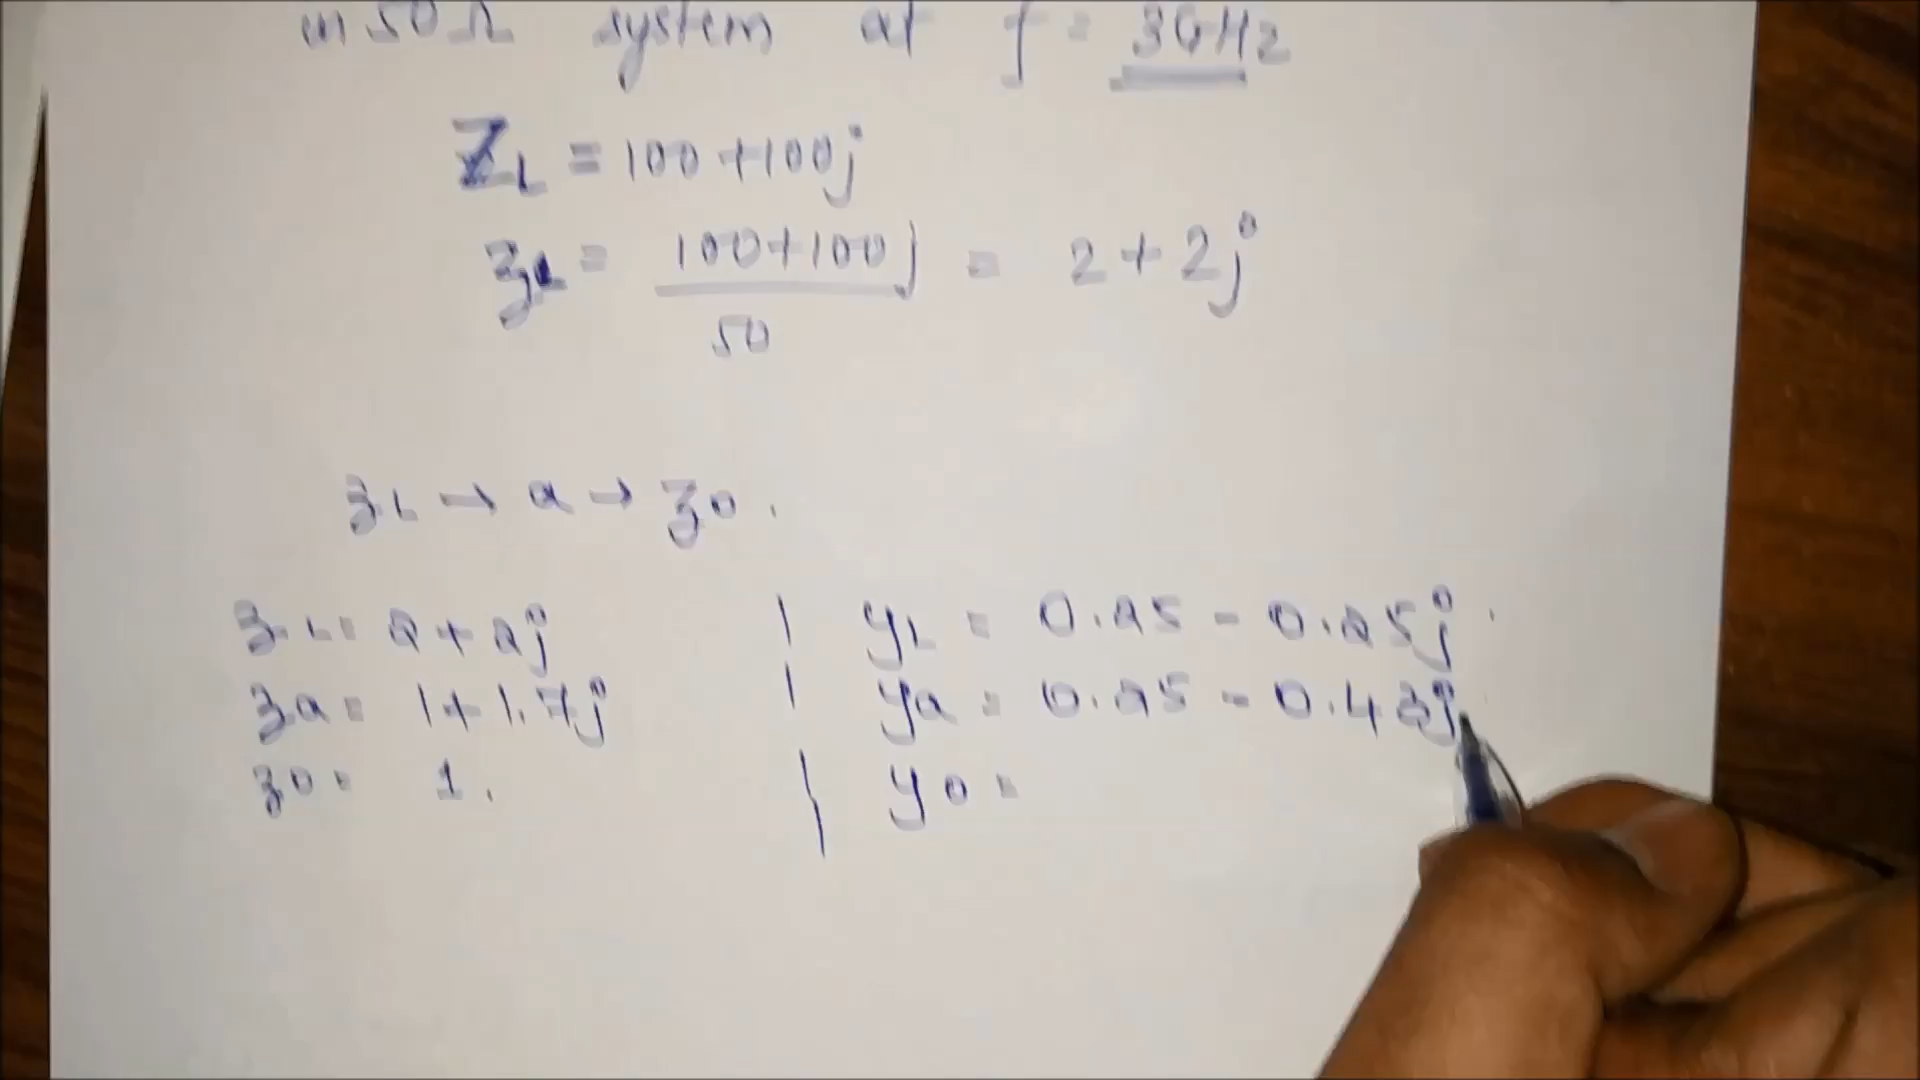 in 50 Ω system at f = 3GHz
ZL = 100+100j
zL = 100+100j / 50 = 2+2j
zL → a → z0.
zL = 2+2j | yL = 0.25 - 0.25j
za = 1+1.7j | ya = 0.25 - 0.43j
z0 = 1. | y0 =